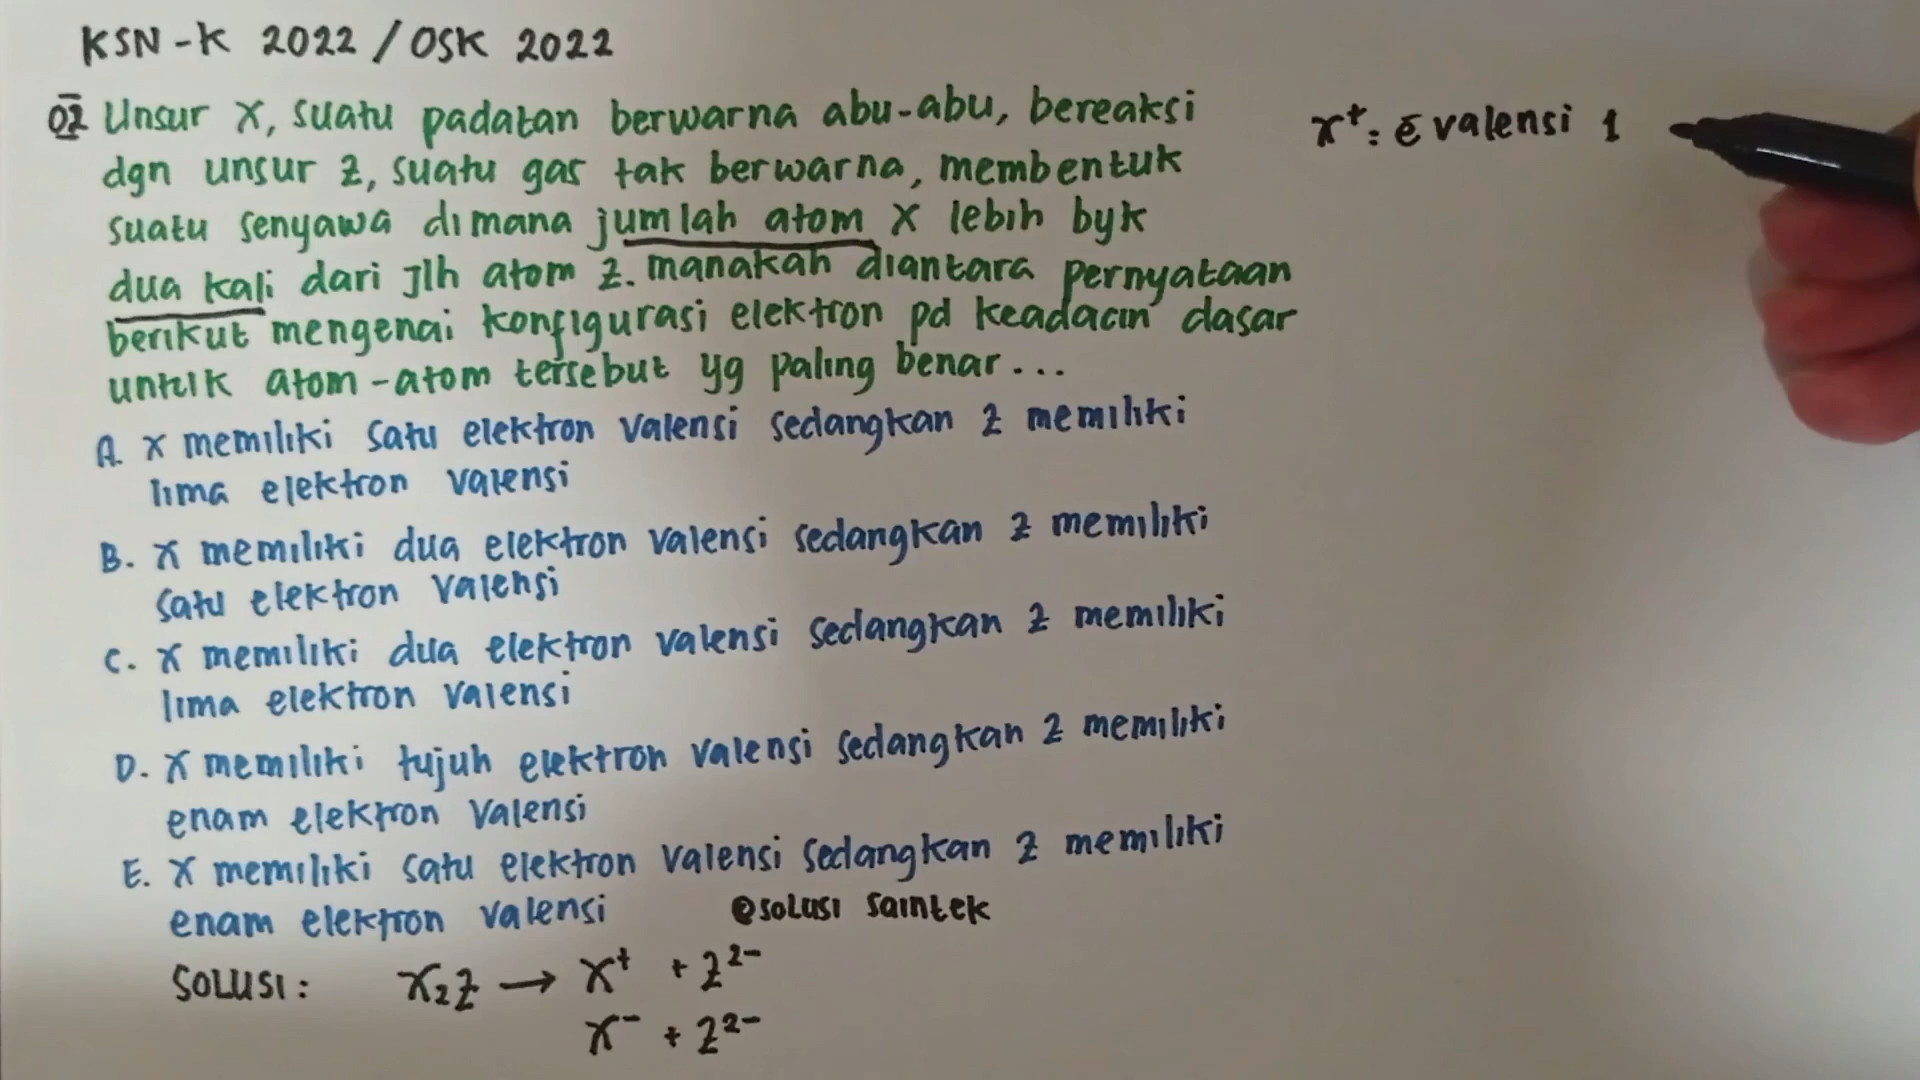 KSN-K 2022 / OSK 2022
02 Unsur X, suatu padatan berwarna abu-abu, bereaksi
dgn unsur Z, suatu gas tak berwarna, membentuk
suatu senyawa dimana jumlah atom X lebih byk
dua kali dari Jlh atom Z. manakah diantara pernyataan
berikut mengenai konfigurasi elektron pd keadaan dasar
untuk atom-atom tersebut yg paling benar...
A. X memiliki satu elektron valensi sedangkan Z memiliki
lima elektron valensi
B. X memiliki dua elektron valensi sedangkan Z memiliki
satu elektron valensi
C. X memiliki dua elektron valensi sedangkan Z memiliki
lima elektron valensi
D. X memiliki tujuh elektron valensi sedangkan Z memiliki
enam elektron valensi
E. X memiliki satu elektron valensi sedangkan Z memiliki
enam elektron valensi
@solusi saintek
SOLUSI: X₂Z → X⁺ + Z²⁻
X⁻ + Z²⁻
X⁺: ē valensi 1